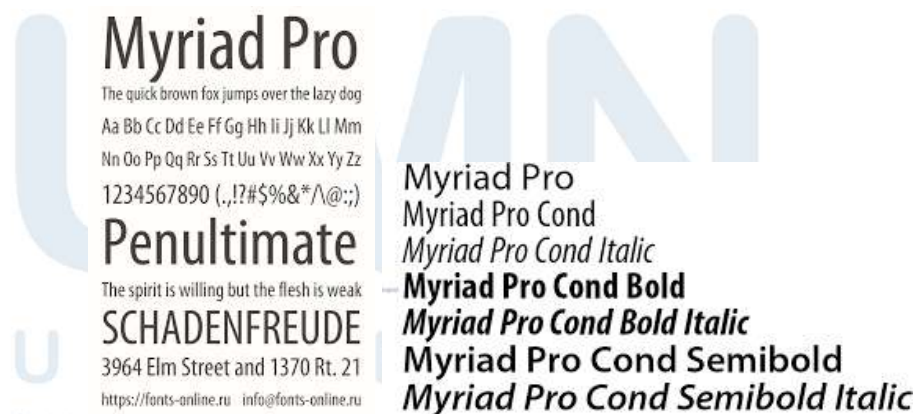 Myriad Pro
The quick brown fox jumps over the lazy dog
Aa Bb Cc Dd Ee Ff Gg Hh Ii Jj Kk Ll Mm
Nn Oo Pp Qq Rr Ss Tt Uu Vv Ww Xx Yy Zz
1234567890 (.,!?#$%&*/\@:;)
Penultimate
The spirit is willing but the flesh is weak
SCHADENFREUDE
3964 Elm Street and 1370 Rt. 21
https://fonts-online.ru info@fonts-online.ru
Myriad Pro
Myriad Pro Cond
Myriad Pro Cond Italic
Myriad Pro Cond Bold
Myriad Pro Cond Bold Italic
Myriad Pro Cond Semibold
Myriad Pro Cond Semibold Italic